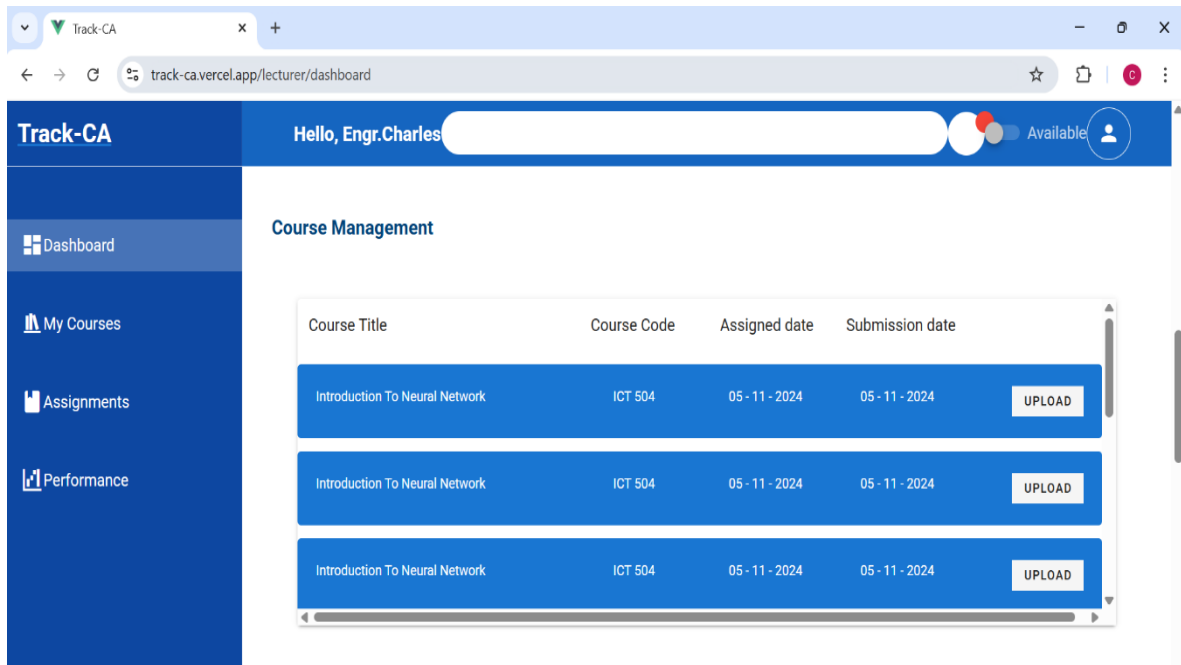 Track-CA
track-ca.vercel.app/lecturer/dashboard
C
Track-CA
Hello, Engr.Charles
Available
Dashboard
My Courses
Assignments
Performance
Course Management
Course Title Course Code Assigned date Submission date
Introduction To Neural Network ICT 504 05 - 11 - 2024 05 - 11 - 2024 UPLOAD
Introduction To Neural Network ICT 504 05 - 11 - 2024 05 - 11 - 2024 UPLOAD
Introduction To Neural Network ICT 504 05 - 11 - 2024 05 - 11 - 2024 UPLOAD